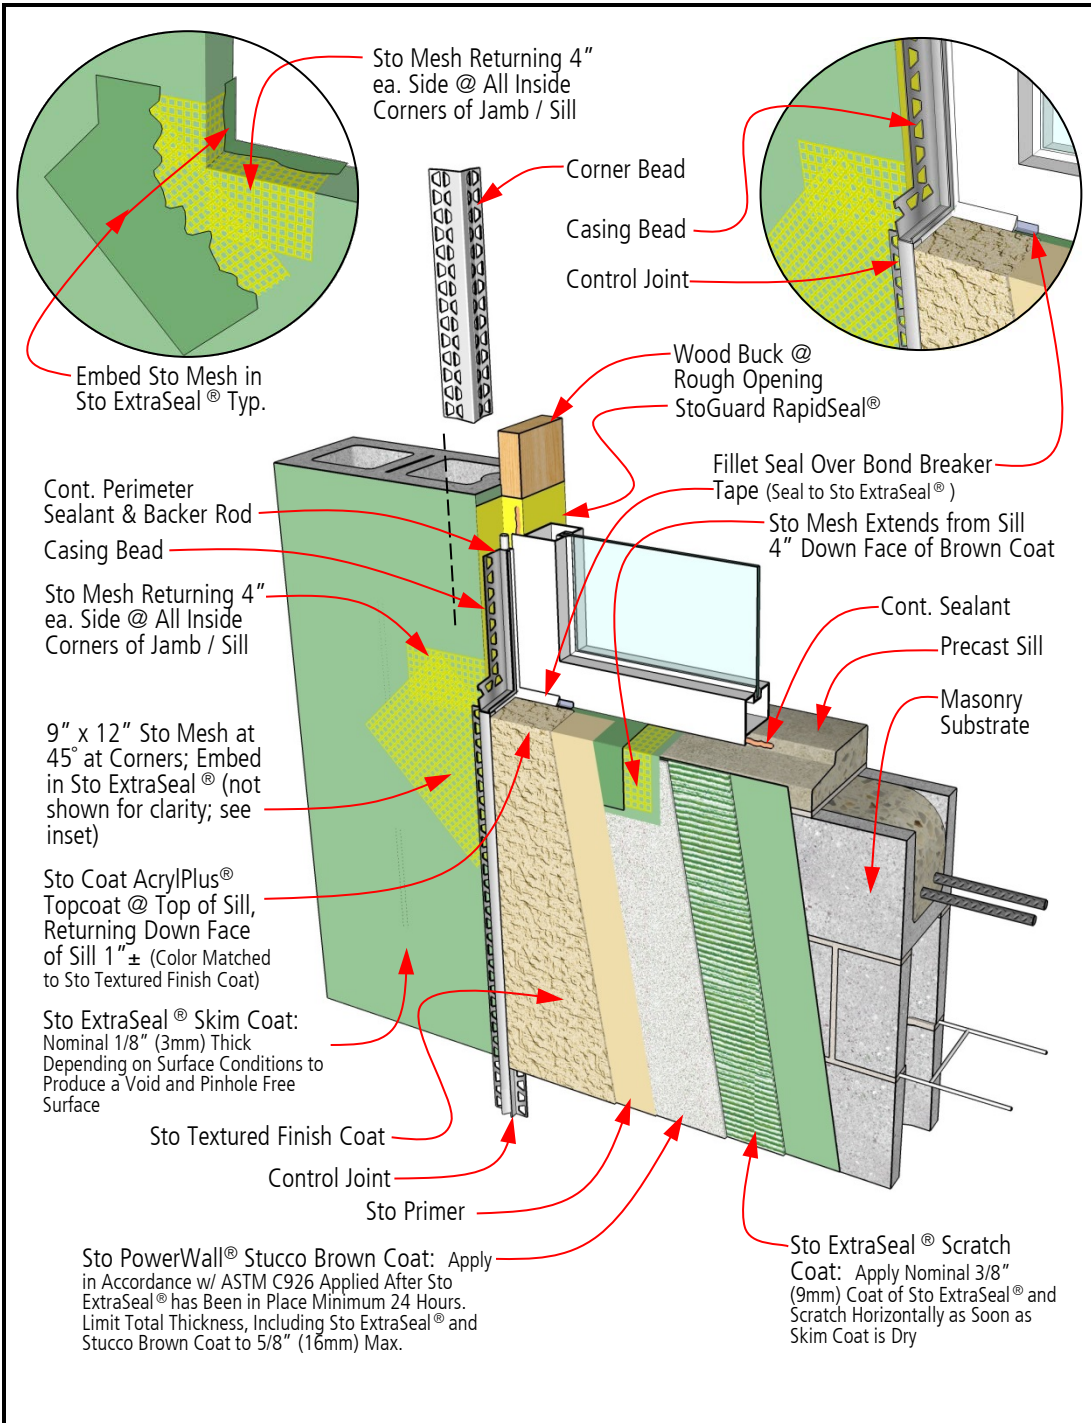 Sto Mesh Returning 4”
ea. Side @ All Inside
Corners of Jamb / Sill
Corner Bead
Casing Bead
Control Joint
Embed Sto Mesh in
Sto ExtraSeal ® Typ.
Wood Buck @
Rough Opening
StoGuard RapidSeal®
Fillet Seal Over Bond Breaker
Tape (Seal to Sto ExtraSeal® )
Sto Mesh Extends from Sill
4” Down Face of Brown Coat
Cont. Perimeter
Sealant & Backer Rod
Casing Bead
Sto Mesh Returning 4”
ea. Side @ All Inside
Corners of Jamb / Sill
Cont. Sealant
Precast Sill
Masonry
Substrate
9” x 12” Sto Mesh at
45° at Corners; Embed
in Sto ExtraSeal ® (not
shown for clarity; see
inset)
Sto Coat AcrylPlus®
Topcoat @ Top of Sill,
Returning Down Face
of Sill 1”± (Color Matched
to Sto Textured Finish Coat)
Sto ExtraSeal ® Skim Coat:
Nominal 1/8” (3mm) Thick
Depending on Surface Conditions to
Produce a Void and Pinhole Free
Surface
Sto Textured Finish Coat
Control Joint
Sto Primer
Sto PowerWall® Stucco Brown Coat: Apply
in Accordance w/ ASTM C926 Applied After Sto
ExtraSeal® has Been in Place Minimum 24 Hours.
Limit Total Thickness, Including Sto ExtraSeal® and
Stucco Brown Coat to 5/8” (16mm) Max.
Sto ExtraSeal ® Scratch
Coat: Apply Nominal 3/8”
(9mm) Coat of Sto ExtraSeal® and
Scratch Horizontally as Soon as
Skim Coat is Dry